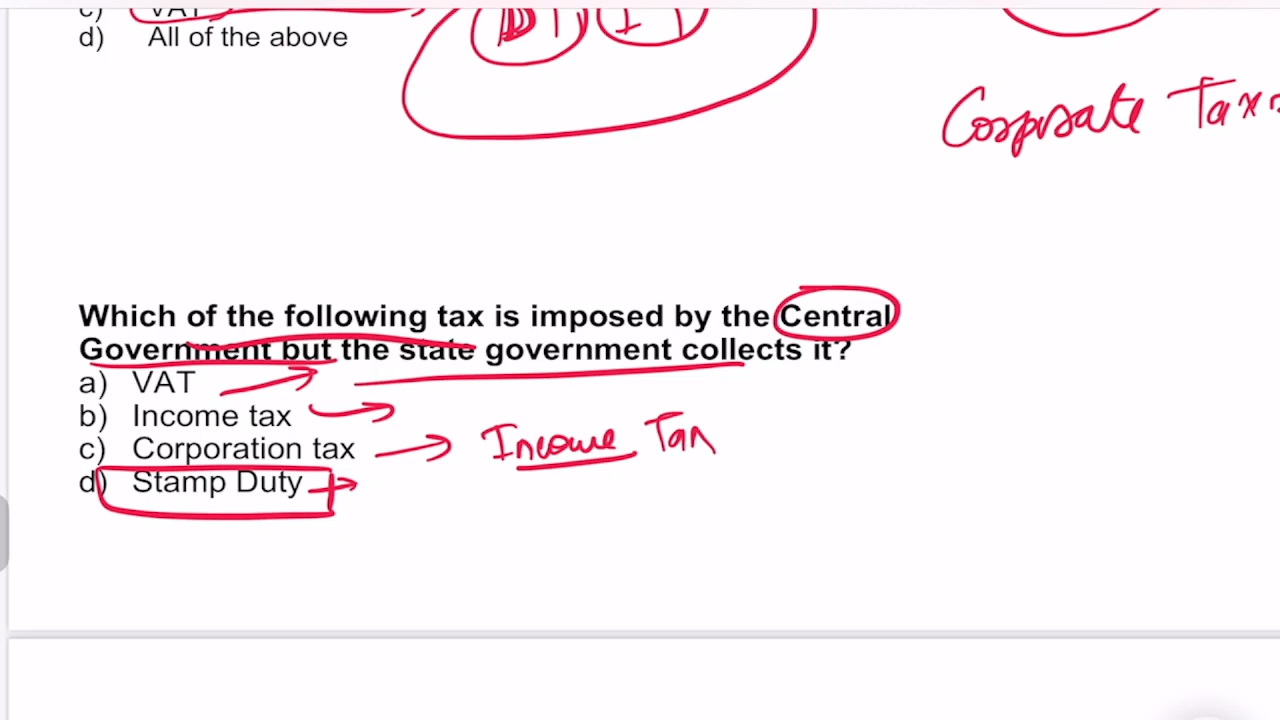 c) VAT
d) All of the above
Corporate Tax
Which of the following tax is imposed by the Central
Government but the state government collects it?
a) VAT
b) Income tax
c) Corporation tax
Income Tax
d) Stamp Duty